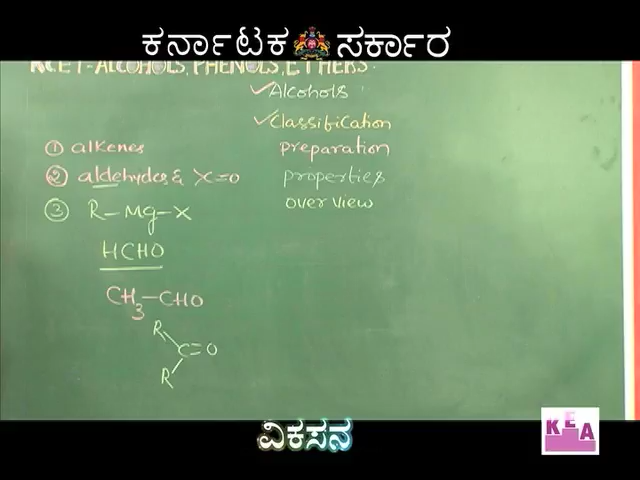 ಕರ್ನಾಟಕ ಸರ್ಕಾರ
KCET-ALCOHOLS, PHENOLS, ETHERS.
✓Alcohols
✓Classification
preparation
properties
over view
① alkenes
② aldehydes & >C=O
③ R-Mg-X
HCHO
CH3-CHO
R
C=O
R
ವಿಕಸನ
KEA